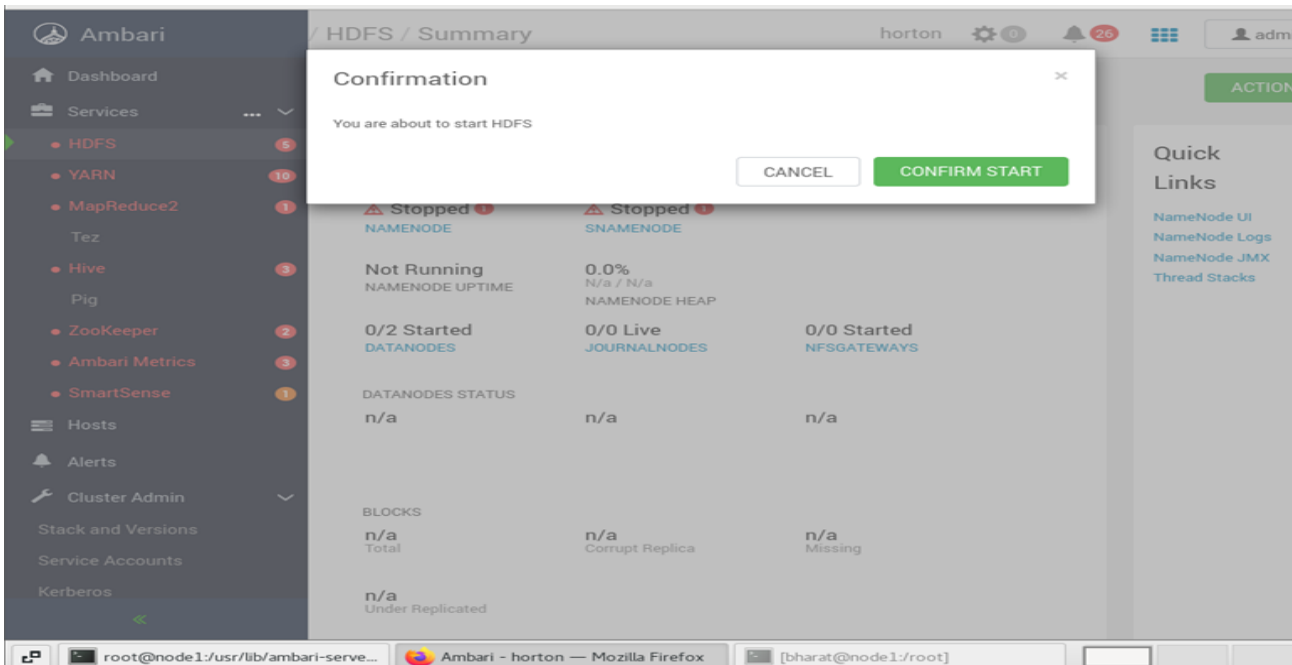 Ambari
/ HDFS / Summary
horton
0
26
adm
Dashboard
Services
...
HDFS 5
YARN 10
MapReduce2 1
Tez
Hive 3
Pig
ZooKeeper 2
Ambari Metrics 3
SmartSense 1
Hosts
Alerts
Cluster Admin
Stack and Versions
Service Accounts
Kerberos
«
Confirmation
×
You are about to start HDFS
CANCEL
CONFIRM START
ACTION
Stopped 1
NAMENODE
Stopped 1
SNAMENODE
Not Running
NAMENODE UPTIME
0.0%
N/a / N/a
NAMENODE HEAP
0/2 Started
DATANODES
0/0 Live
JOURNALNODES
0/0 Started
NFSGATEWAYS
DATANODES STATUS
n/a
n/a
n/a
BLOCKS
n/a
Total
n/a
Corrupt Replica
n/a
Missing
n/a
Under Replicated
Quick
Links
NameNode UI
NameNode Logs
NameNode JMX
Thread Stacks
root@node1:/usr/lib/ambari-serve...
Ambari - horton — Mozilla Firefox
[bharat@node1:/root]